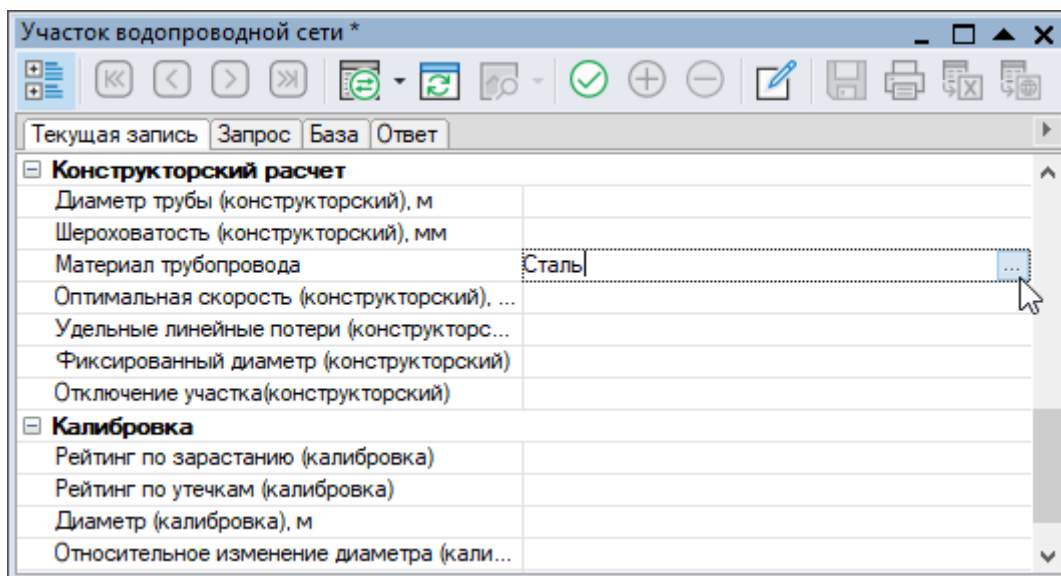 Участок водопроводной сети *
Текущая запись Запрос База Ответ
Конструкторский расчет
Диаметр трубы (конструкторский), м
Шероховатость (конструкторский), мм
Материал трубопровода Сталь ...
Оптимальная скорость (конструкторский), ...
Удельные линейные потери (конструкторс...
Фиксированный диаметр (конструкторский)
Отключение участка(конструкторский)
Калибровка
Рейтинг по зарастанию (калибровка)
Рейтинг по утечкам (калибровка)
Диаметр (калибровка), м
Относительное изменение диаметра (кали...